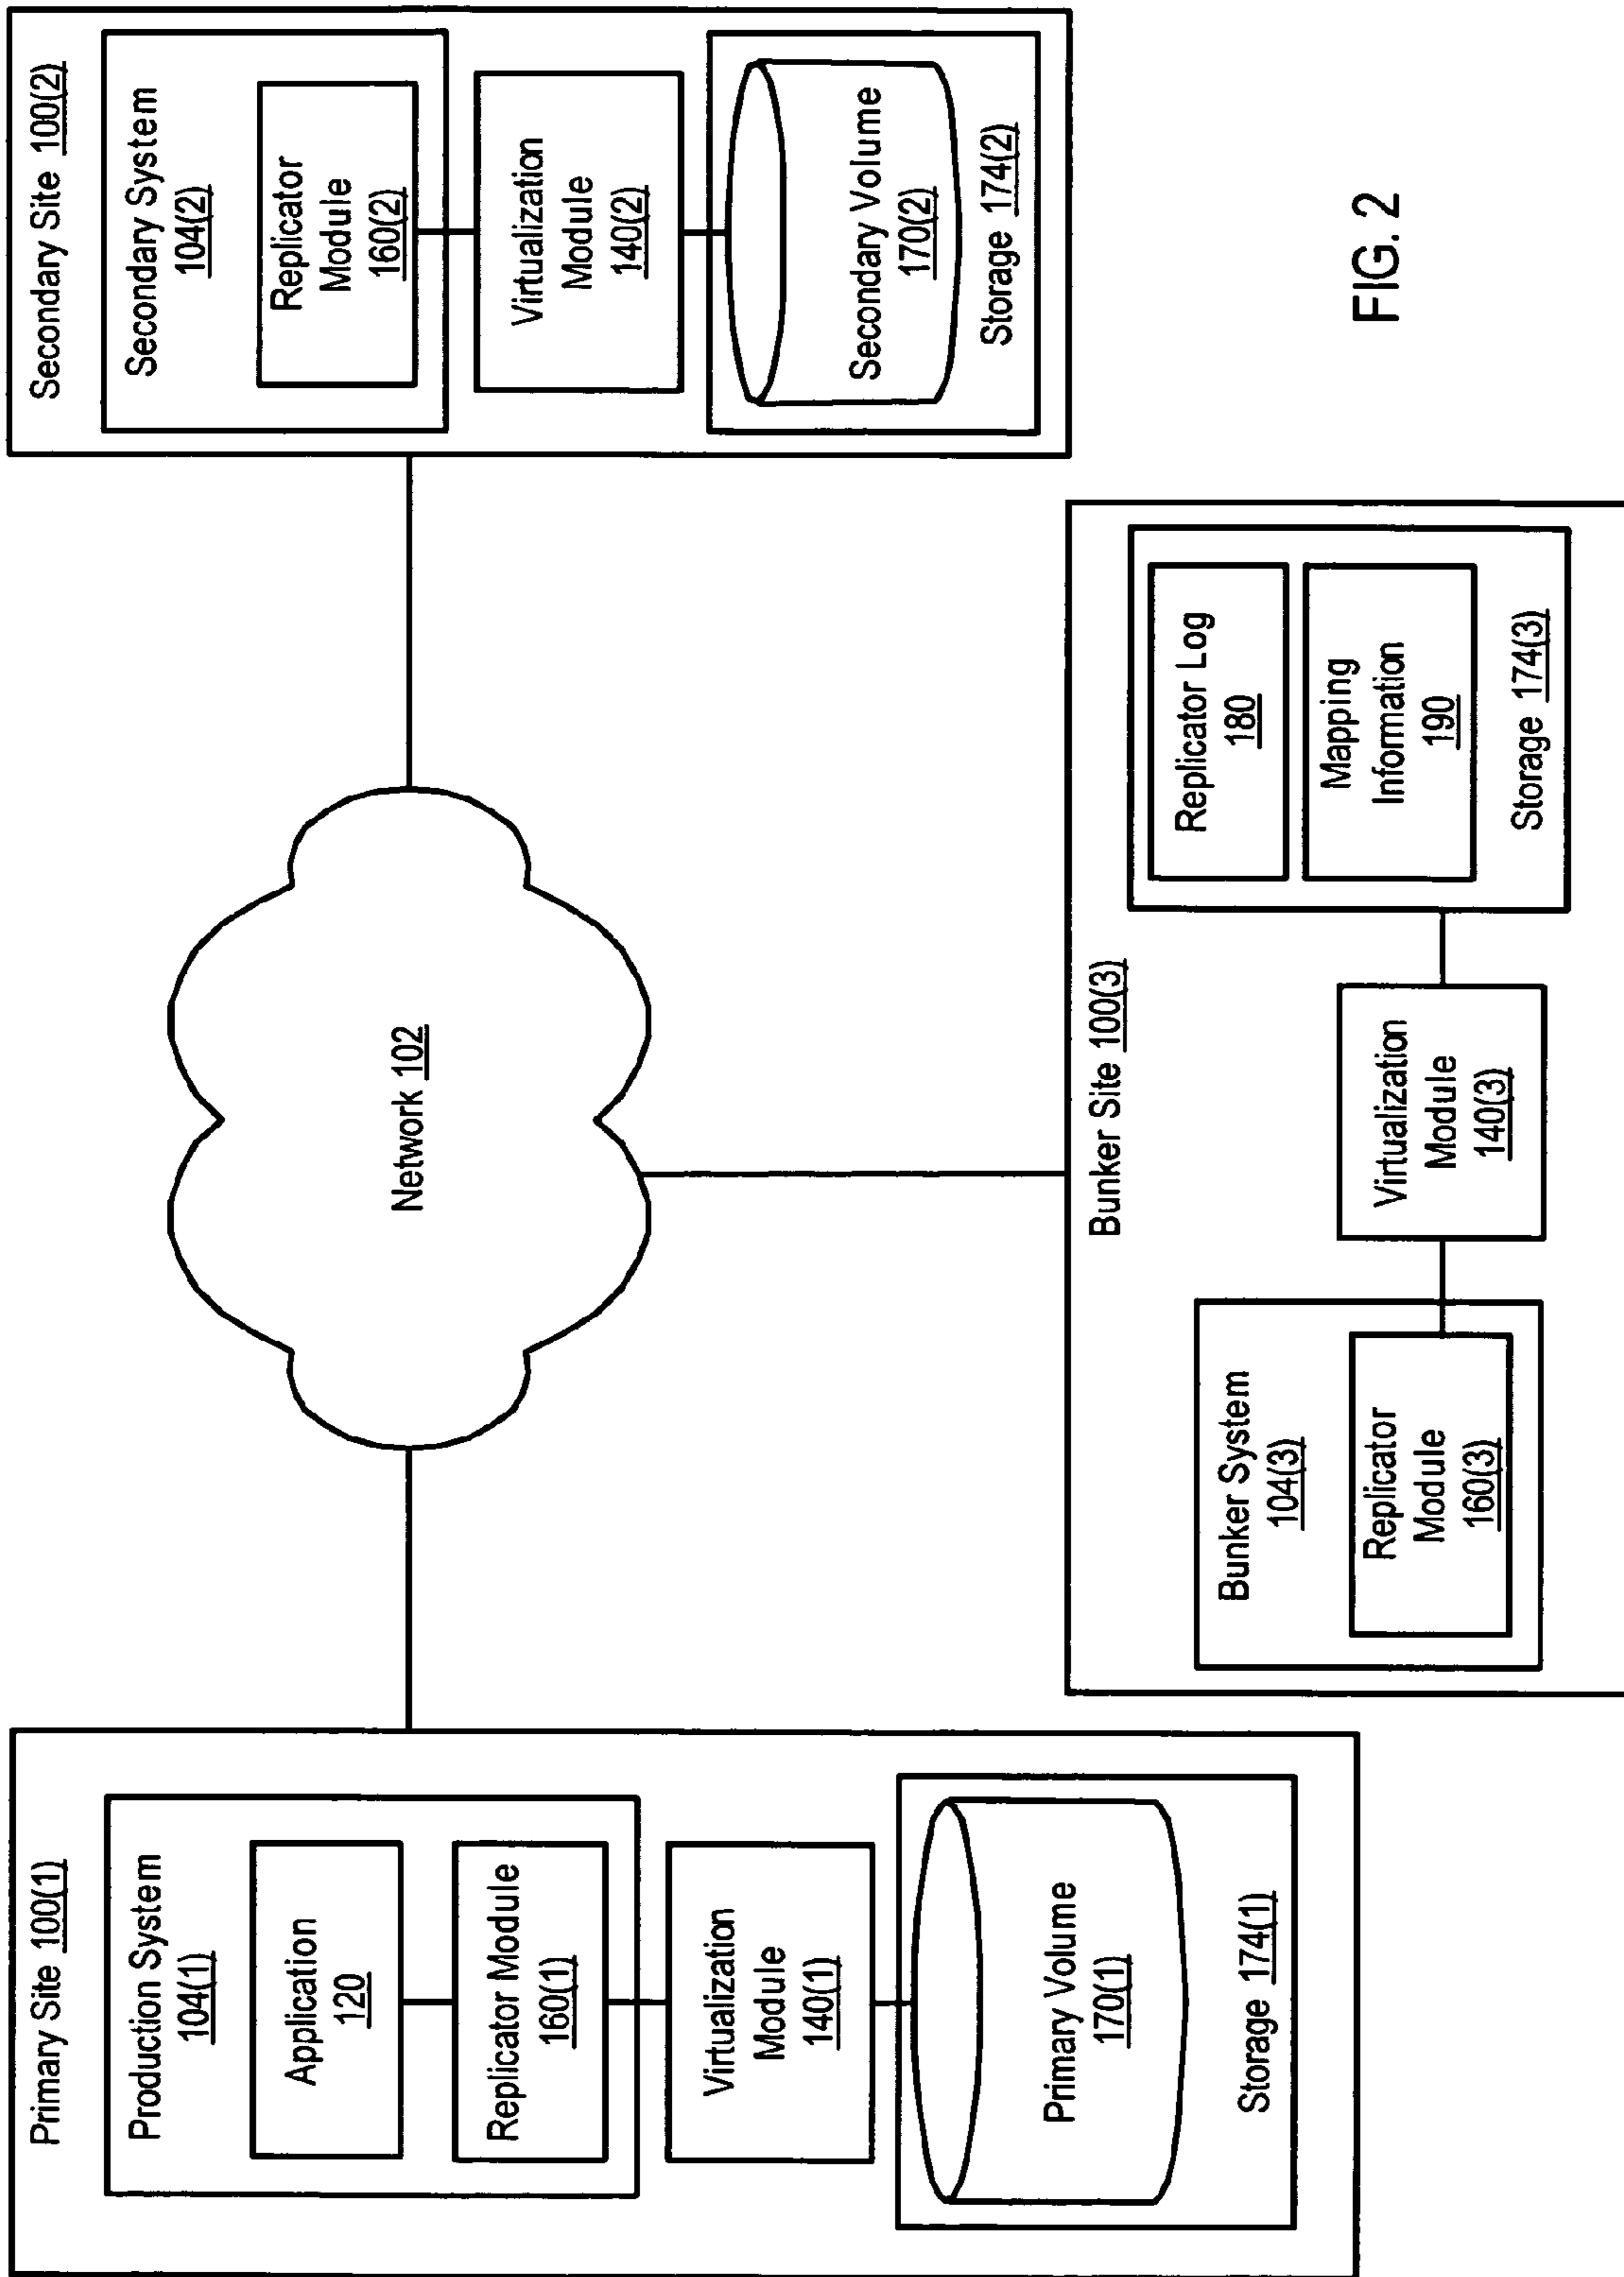 Primary Site 100(1)
Production System
104(1)
Application
120
Replicator Module
160(1)
Virtualization
Module
140(1)
Primary Volume
170(1)
Storage 174(1)
Network 102
Secondary Site 100(2)
Secondary System
104(2)
Replicator
Module
160(2)
Virtualization
Module
140(2)
Secondary Volume
170(2)
Storage 174(2)
Bunker Site 100(3)
Bunker System
104(3)
Replicator
Module
160(3)
Virtualization
Module
140(3)
Replicator Log
180
Mapping
Information
190
Storage 174(3)
FIG. 2